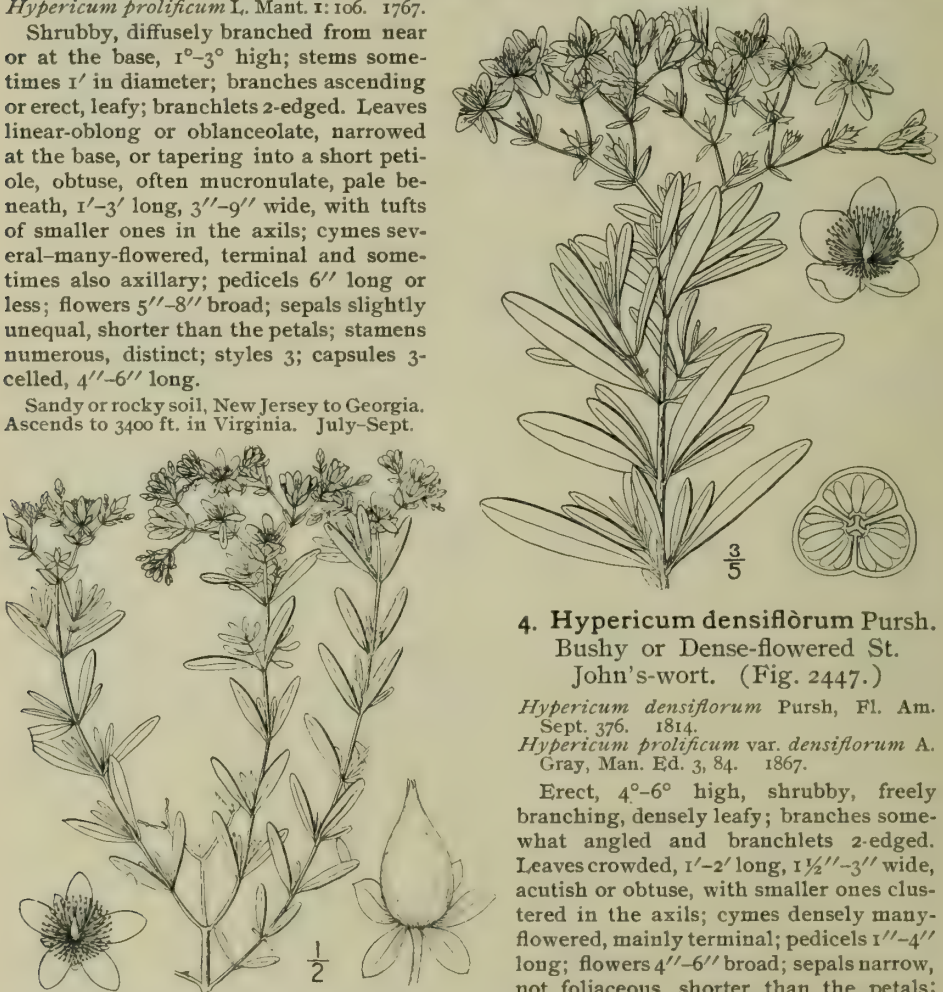 Hypericum prolificum L. Mant. 1: 106. 1767.
Shrubby, diffusely branched from near
or at the base, 1°–3° high; stems some-
times 1′ in diameter; branches ascending
or erect, leafy; branchlets 2-edged. Leaves
linear-oblong or oblanceolate, narrowed
at the base, or tapering into a short peti-
ole, obtuse, often mucronulate, pale be-
neath, 1′–3′ long, 3′′–9′′ wide, with tufts
of smaller ones in the axils; cymes sev-
eral–many-flowered, terminal and some-
times also axillary; pedicels 6′′ long or
less; flowers 5′′–8′′ broad; sepals slightly
unequal, shorter than the petals; stamens
numerous, distinct; styles 3; capsules 3-
celled, 4′′–6′′ long.
Sandy or rocky soil, New Jersey to Georgia.
Ascends to 3400 ft. in Virginia. July–Sept.
1/2
3/5
4. Hypericum densiflòrum Pursh.
Bushy or Dense-flowered St.
John's-wort. (Fig. 2447.)
Hypericum densiflorum Pursh, Fl. Am.
Sept. 376. 1814.
Hypericum prolificum var. densiflorum A.
Gray, Man. Ed. 3, 84. 1867.
Erect, 4°–6° high, shrubby, freely
branching, densely leafy; branches some-
what angled and branchlets 2-edged.
Leaves crowded, 1′–2′ long, 1½′′–3′′ wide,
acutish or obtuse, with smaller ones clus-
tered in the axils; cymes densely many-
flowered, mainly terminal; pedicels 1′′–4′′
long; flowers 4′′–6′′ broad; sepals narrow,
not foliaceous, shorter than the petals;